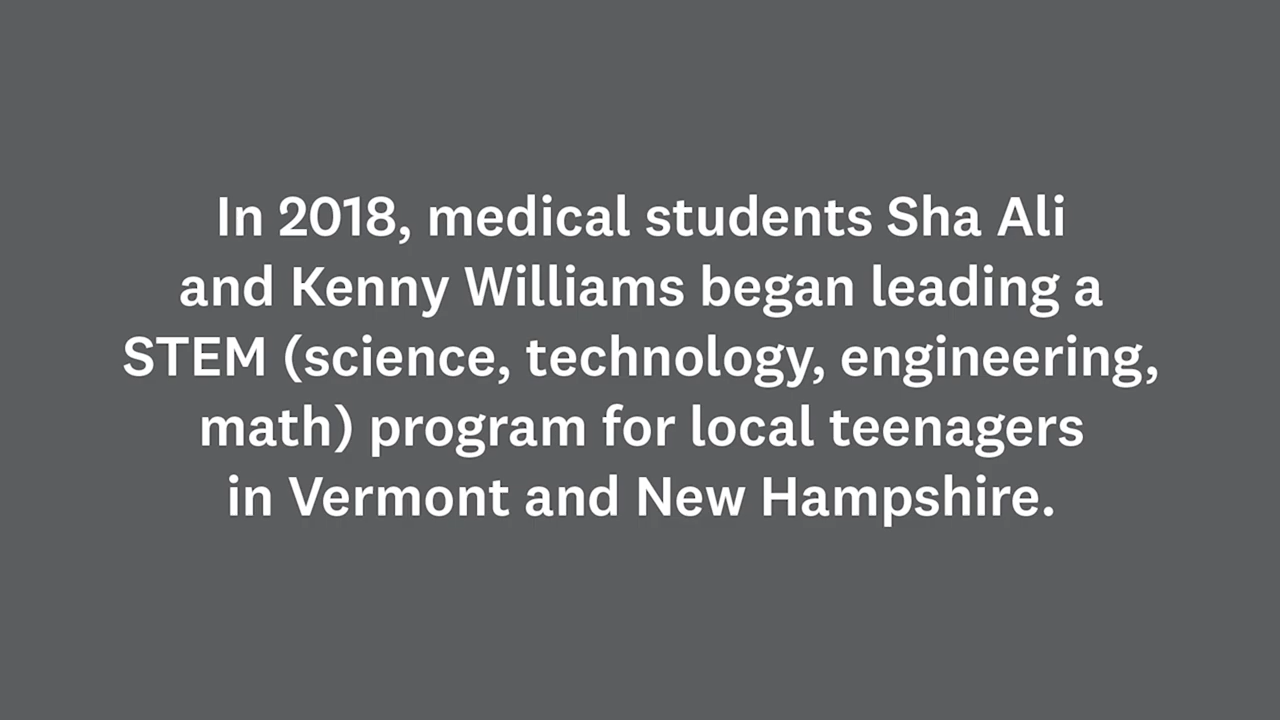 In 2018, medical students Sha Ali
and Kenny Williams began leading a
STEM (science, technology, engineering,
math) program for local teenagers
in Vermont and New Hampshire.